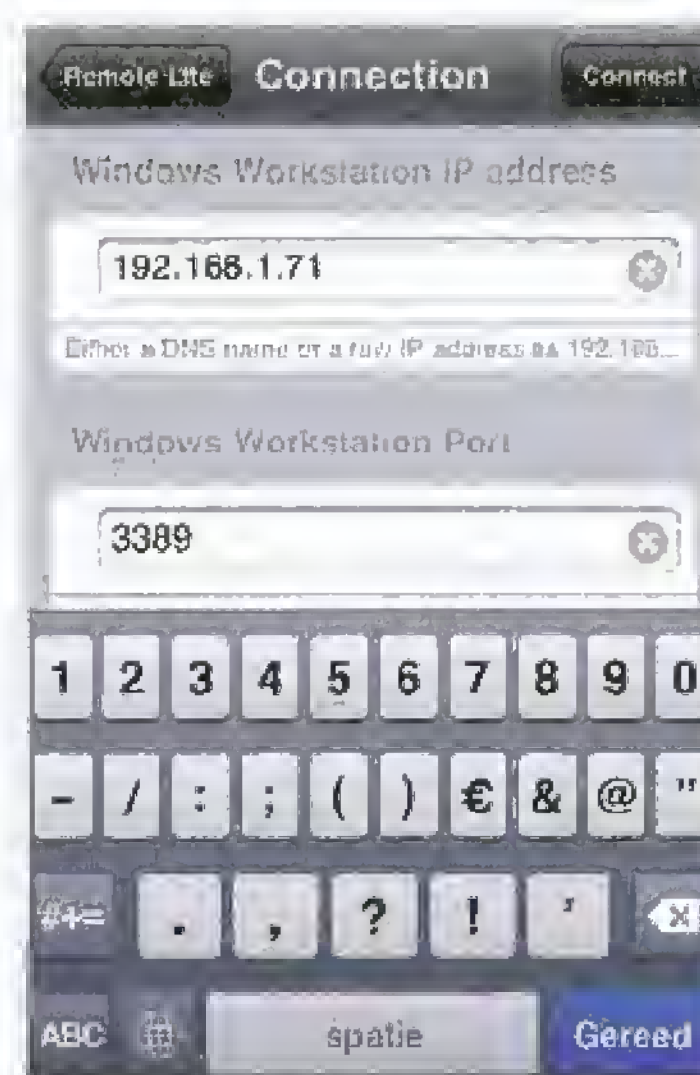 Remote Lite Connection Connect
Windows Workstation IP address
192.168.1.71
Either a DNS name or a raw IP address as 192.168...
Windows Workstation Port
3389
1 2 3 4 5 6 7 8 9 0
- / : ; ( ) € & @ "
#+= . , ? ! '
ABC spatie Gereed